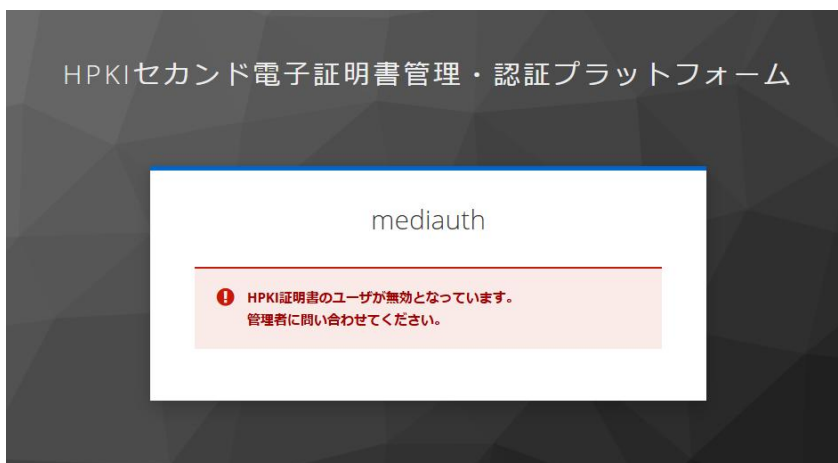 HPKIセカンド電子証明書管理・認証プラットフォーム
mediauth
HPKI証明書のユーザが無効となっています。
管理者に問い合わせてください。